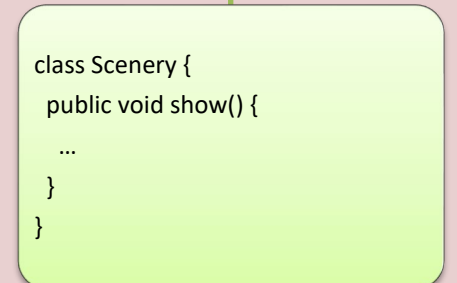 class Scenery {
public void show() {
…
}
}